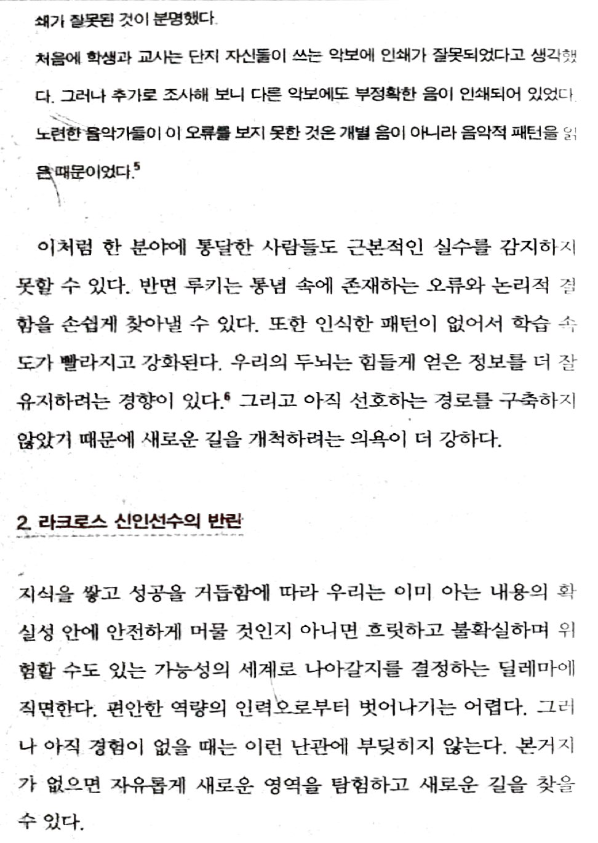 쇄가 잘못된 것이 분명했다.
처음에 학생과 교사는 단지 자신들이 쓰는 악보에 인쇄가 잘못되었다고 생각했
다. 그러나 추가로 조사해 보니 다른 악보에도 부정확한 음이 인쇄되어 있었다.
노련한 음악가들이 이 오류를 보지 못한 것은 개별 음이 아니라 음악적 패턴을 읽
은 때문이었다.5
이처럼 한 분야에 통달한 사람들도 근본적인 실수를 감지하지
못할 수 있다. 반면 루키는 통념 속에 존재하는 오류와 논리적 결
함을 손쉽게 찾아낼 수 있다. 또한 인식한 패턴이 없어서 학습 속
도가 빨라지고 강화된다. 우리의 두뇌는 힘들게 얻은 정보를 더 잘
유지하려는 경향이 있다.6 그리고 아직 선호하는 경로를 구축하지
않았기 때문에 새로운 길을 개척하려는 의욕이 더 강하다.
2. 라크로스 신인선수의 반란
지식을 쌓고 성공을 거듭함에 따라 우리는 이미 아는 내용의 확
실성 안에 안전하게 머물 것인지 아니면 흐릿하고 불확실하며 위
험할 수도 있는 가능성의 세계로 나아갈지를 결정하는 딜레마에
직면한다. 편안한 역량의 인력으로부터 벗어나기는 어렵다. 그러
나 아직 경험이 없을 때는 이런 난관에 부딪히지 않는다. 본거지
가 없으면 자유롭게 새로운 영역을 탐험하고 새로운 길을 찾을
수 있다.